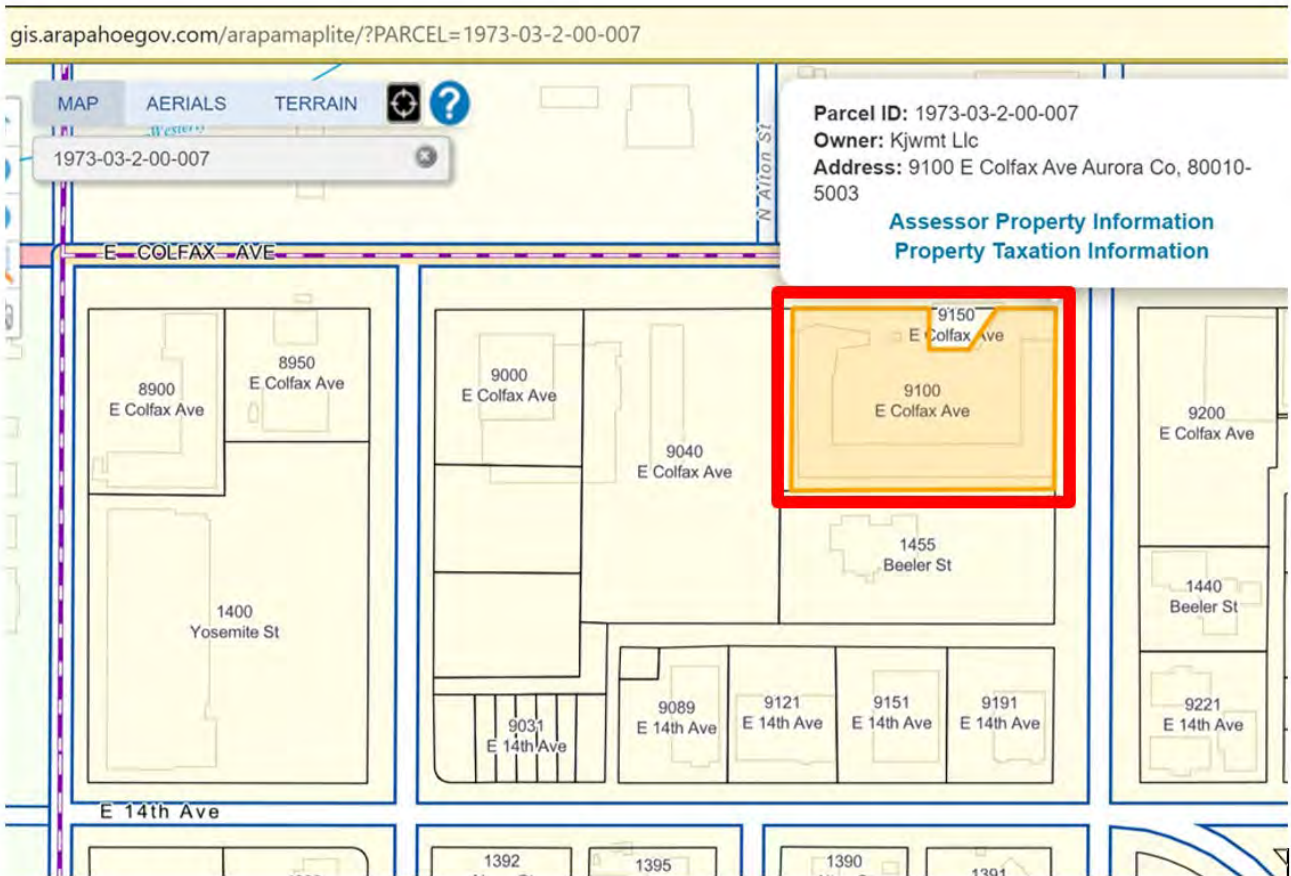 gis.arapahoegov.com/arapamaplite/?PARCEL=1973-03-2-00-007
MAP
AERIALS
TERRAIN
?
Western
1973-03-2-00-007
N Alton St
Parcel ID: 1973-03-2-00-007
Owner: Kjwmt Llc
Address: 9100 E Colfax Ave Aurora Co, 80010-
5003
Assessor Property Information
Property Taxation Information
E COLFAX AVE
9150
E Colfax Ave
8900
E Colfax Ave
8950
E Colfax Ave
9000
E Colfax Ave
9040
E Colfax Ave
9100
E Colfax Ave
9200
E Colfax Ave
1455
Beeler St
1440
Beeler St
1400
Yosemite St
9031
E 14th Ave
9089
E 14th Ave
9121
E 14th Ave
9151
E 14th Ave
9191
E 14th Ave
9221
E 14th Ave
E 14th Ave
1392
1395
1390
1391